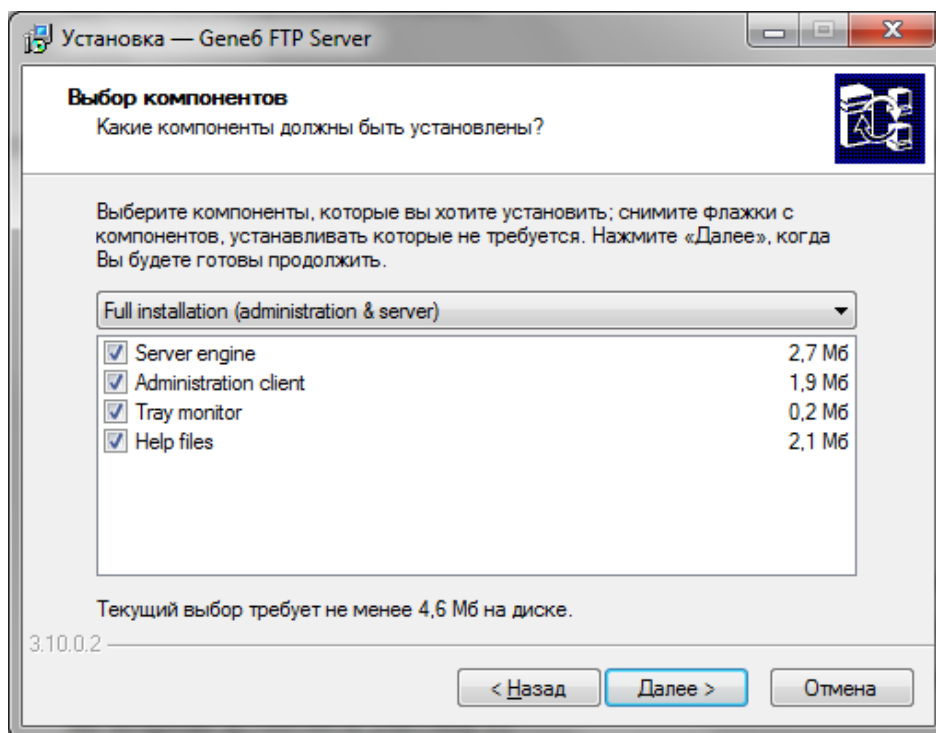 Установка — Gene6 FTP Server
Выбор компонентов
Какие компоненты должны быть установлены?
Выберите компоненты, которые вы хотите установить; снимите флажки с
компонентов, устанавливать которые не требуется. Нажмите «Далее», когда
Вы будете готовы продолжить.
Full installation (administration & server)
Server engine 2,7 Мб
Administration client 1,9 Мб
Tray monitor 0,2 Мб
Help files 2,1 Мб
Текущий выбор требует не менее 4,6 Мб на диске.
3.10.0.2
< Назад Далее > Отмена